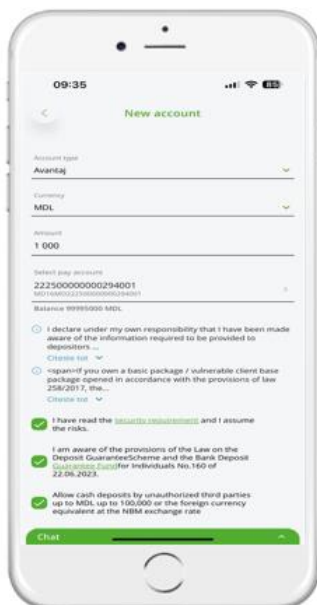 09:35
85
New account
Account type
Avantaj
Currency
MDL
Amount
1 000
Select pay account
222500000000294001
Balance 99995000 MDL
I declare under my own responsibility that I have been made
aware of the information required to be provided to
depositors ...
Citeste tot
<span>If you own a basic package / vulnerable client base
package opened in accordance with the provisions of law
258/2017, the...
Citeste tot
I have read the security requirement and I assume
the risks.
I am aware of the provisions of the Law on the
Deposit GuaranteeScheme and the Bank Deposit
Guarantee Fundfor Individuals No.160 of
22.06.2023.
Allow cash deposits by unauthorized third parties
up to MDL up to 100,000 or the foreign currency
equivalent at the NBM exchange rate
Chat